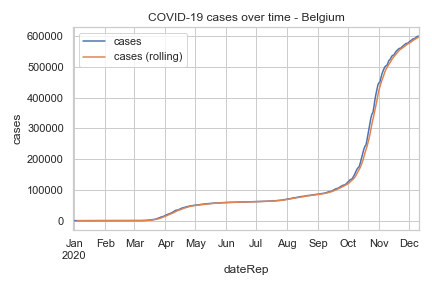 COVID-19 cases over time - Belgium
cases
cases (rolling)
600000
500000
400000
300000
200000
100000
0
cases
Jan Feb Mar Apr May Jun Jul Aug Sep Oct Nov Dec
2020
dateRep